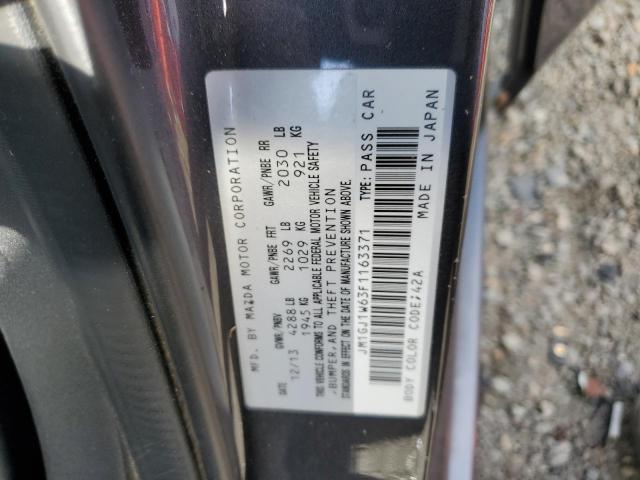 MFD. BY MAZDA MOTOR CORPORATION
DATE GVWR/PNBV GAWR/PNBE FRT GAWR/PNBE RR
12/13 4288 LB 2269 LB 2030 LB
1945 KG 1029 KG 921 KG
THIS VEHICLE CONFORMS TO ALL APPLICABLE FEDERAL MOTOR VEHICLE SAFETY
,BUMPER,AND THEFT PREVENTION
STANDARDS IN EFFECT ON THE DATE OF MANUFACTURE SHOWN ABOVE.
JM1GJ1W63F1163371 TYPE: PASS CAR
BODY COLOR CODE:42A MADE IN JAPAN